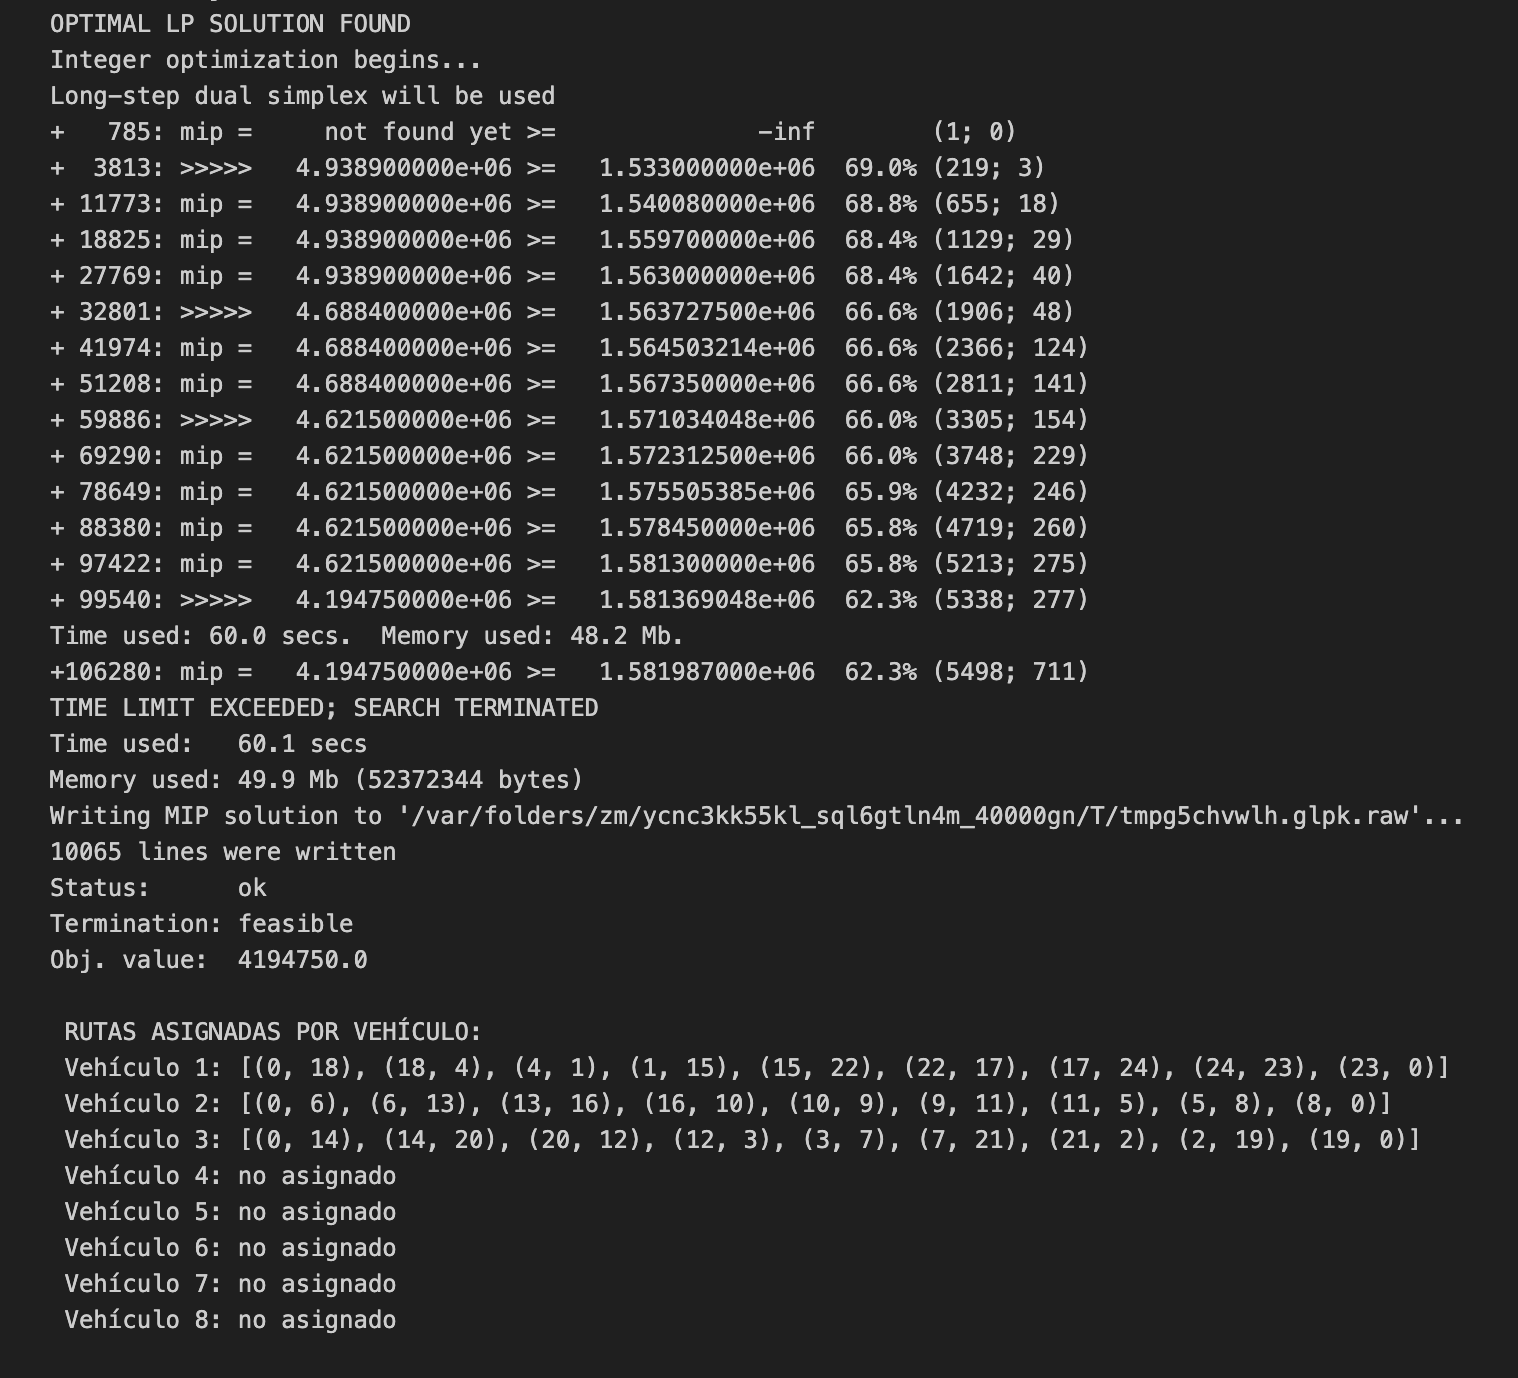 OPTIMAL LP SOLUTION FOUND
Integer optimization begins...
Long-step dual simplex will be used
+   785: mip =     not found yet >=              -inf        (1; 0)
+  3813: >>>>>   4.938900000e+06 >=   1.533000000e+06  69.0% (219; 3)
+ 11773: mip =   4.938900000e+06 >=   1.540080000e+06  68.8% (655; 18)
+ 18825: mip =   4.938900000e+06 >=   1.559700000e+06  68.4% (1129; 29)
+ 27769: mip =   4.938900000e+06 >=   1.563000000e+06  68.4% (1642; 40)
+ 32801: >>>>>   4.688400000e+06 >=   1.563727500e+06  66.6% (1906; 48)
+ 41974: mip =   4.688400000e+06 >=   1.564503214e+06  66.6% (2366; 124)
+ 51208: mip =   4.688400000e+06 >=   1.567350000e+06  66.6% (2811; 141)
+ 59886: >>>>>   4.621500000e+06 >=   1.571034048e+06  66.0% (3305; 154)
+ 69290: mip =   4.621500000e+06 >=   1.572312500e+06  66.0% (3748; 229)
+ 78649: mip =   4.621500000e+06 >=   1.575505385e+06  65.9% (4232; 246)
+ 88380: mip =   4.621500000e+06 >=   1.578450000e+06  65.8% (4719; 260)
+ 97422: mip =   4.621500000e+06 >=   1.581300000e+06  65.8% (5213; 275)
+ 99540: >>>>>   4.194750000e+06 >=   1.581369048e+06  62.3% (5338; 277)
Time used: 60.0 secs.  Memory used: 48.2 Mb.
+106280: mip =   4.194750000e+06 >=   1.581987000e+06  62.3% (5498; 711)
TIME LIMIT EXCEEDED; SEARCH TERMINATED
Time used:   60.1 secs
Memory used: 49.9 Mb (52372344 bytes)
Writing MIP solution to '/var/folders/zm/ycnc3kk55kl_sql6gtln4m_40000gn/T/tmpg5chvwlh.glpk.raw'...
10065 lines were written
Status:      ok
Termination: feasible
Obj. value:  4194750.0
RUTAS ASIGNADAS POR VEHÍCULO:
Vehículo 1: [(0, 18), (18, 4), (4, 1), (1, 15), (15, 22), (22, 17), (17, 24), (24, 23), (23, 0)]
Vehículo 2: [(0, 6), (6, 13), (13, 16), (16, 10), (10, 9), (9, 11), (11, 5), (5, 8), (8, 0)]
Vehículo 3: [(0, 14), (14, 20), (20, 12), (12, 3), (3, 7), (7, 21), (21, 2), (2, 19), (19, 0)]
Vehículo 4: no asignado
Vehículo 5: no asignado
Vehículo 6: no asignado
Vehículo 7: no asignado
Vehículo 8: no asignado